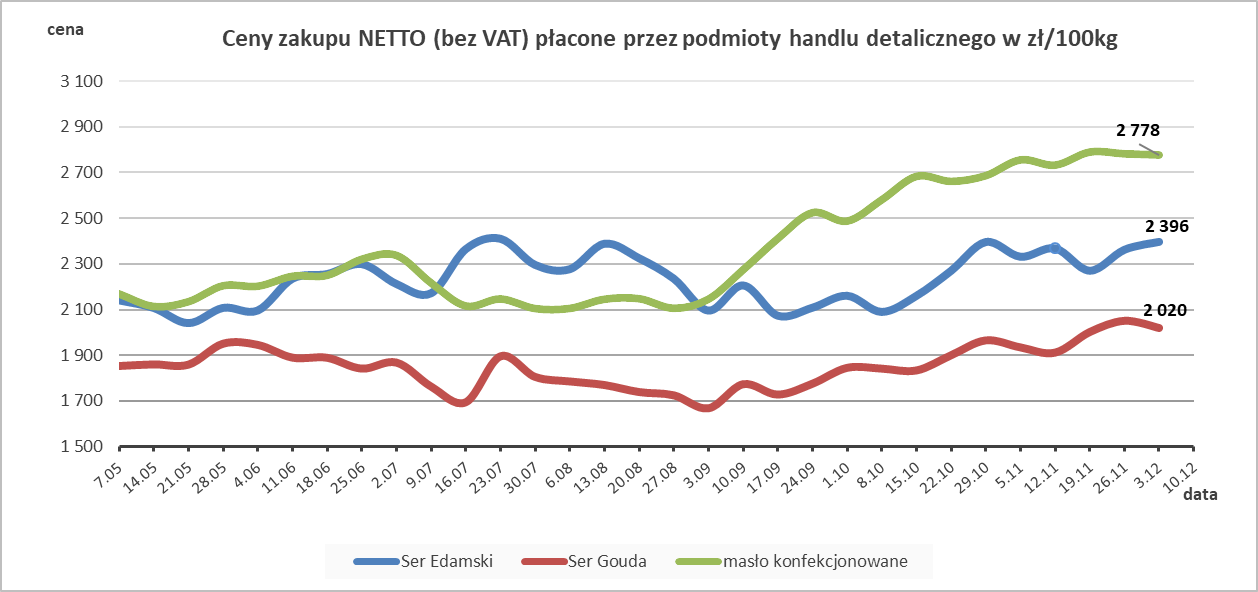 cena
Ceny zakupu NETTO (bez VAT) płacone przez podmioty handlu detalicznego w zł/100kg
3 100
2 900
2 700
2 500
2 300
2 100
1 900
1 700
1 500
2 778
2 396
2 020
7.05 14.05 21.05 28.05 4.06 11.06 18.06 25.06 2.07 9.07 16.07 23.07 30.07 6.08 13.08 20.08 27.08 3.09 10.09 17.09 24.09 1.10 8.10 15.10 22.10 29.10 5.11 12.11 19.11 26.11 3.12 10.12
data
Ser Edamski Ser Gouda masło konfekcjonowane